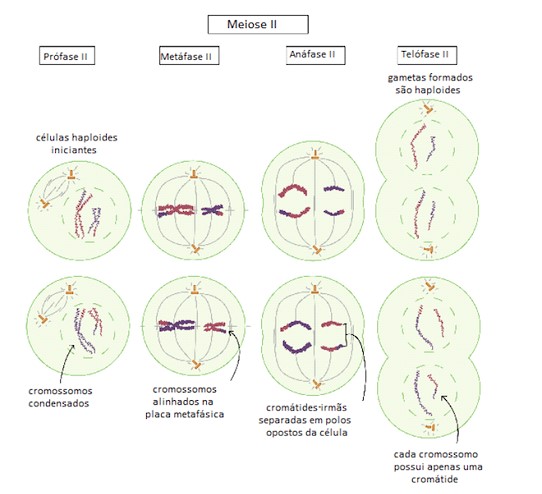 Meiose II
Prófase II
Metáfase II
Anáfase II
Telófase II
gametas formados
são haploides
células haploides
iniciantes
cromossomos
condensados
cromossomos
alinhados na
placa metafásica
cromátides-irmãs
separadas em polos
opostos da célula
cada cromossomo
possui apenas uma
cromátide